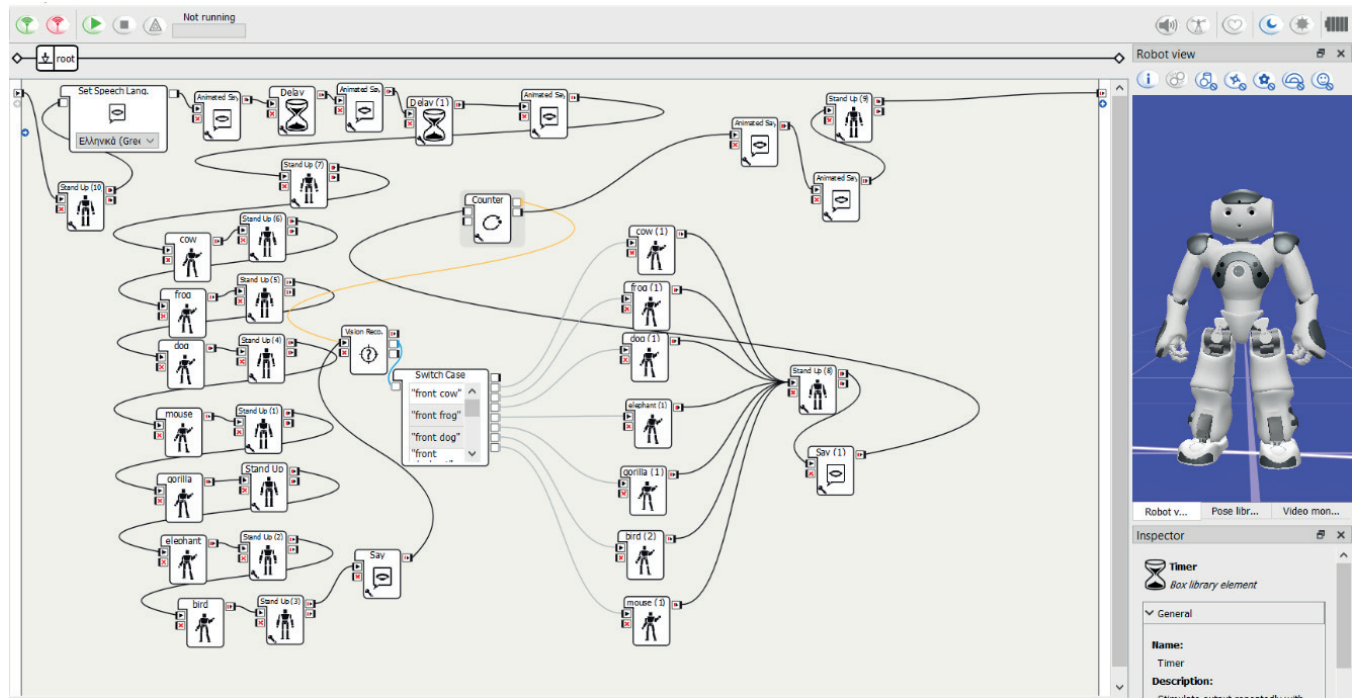 Not running
root
Robot view
Set Speech Lang.
Ελληνικά (Gree
Animated Say
Delay
Animated Say
Delay (1)
Animated Say
Stand Up (9)
Animated Say
Animated Say
Stand Up (10)
Stand Up (7)
Counter
cow
Stand Up (6)
cow (1)
frog
Stand Up (5)
frog (1)
dog
Stand Up (4)
Vision Reco.
dog (1)
Switch Case
"front cow"
"front frog"
"front dog"
"front
Stand Up (8)
mouse
Stand Up (1)
elephant (1)
Say (1)
gorilla
Stand Up
gorilla (1)
elephant
Stand Up (2)
bird (2)
Say
bird
Stand Up (3)
mouse (1)
Robot v...
Pose libr...
Video mon...
Inspector
Timer
Box library element
General
Name:
Timer
Description: